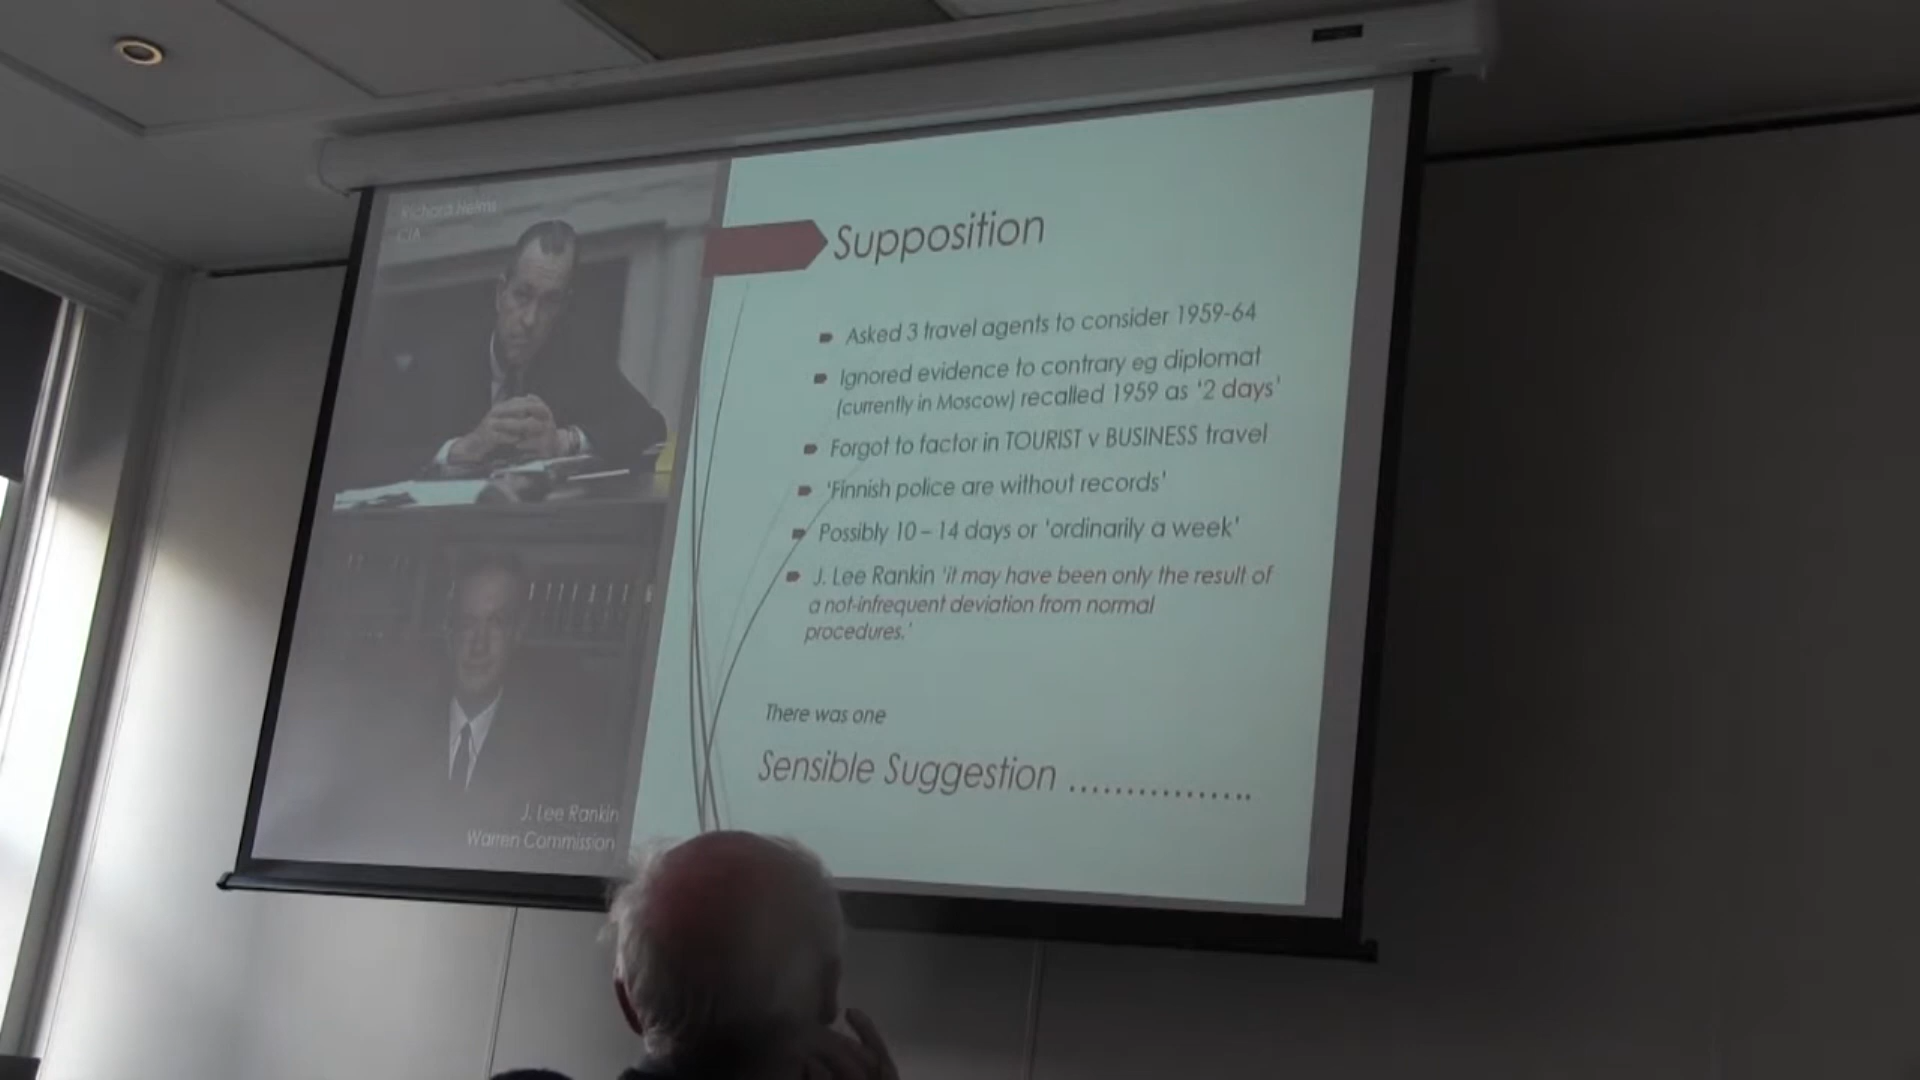 Richard Helms
CIA
Supposition
Asked 3 travel agents to consider 1959-64
Ignored evidence to contrary eg diplomat
(currently in Moscow) recalled 1959 as '2 days'
Forgot to factor in TOURIST v BUSINESS travel
'Finnish police are without records'
Possibly 10 – 14 days or 'ordinarily a week'
J. Lee Rankin 'it may have been only the result of
a not-infrequent deviation from normal
procedures.'
There was one
Sensible Suggestion ................
J. Lee Rankin
Warren Commission